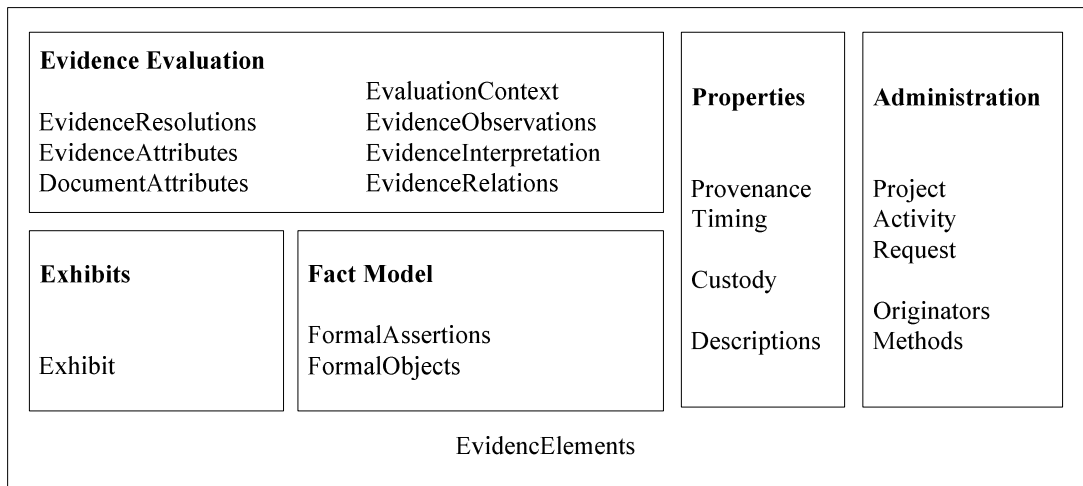 Evidence Evaluation
EvidenceResolutions
EvidenceAttributes
DocumentAttributes
EvaluationContext
EvidenceObservations
EvidenceInterpretation
EvidenceRelations
Exhibits
Exhibit
Fact Model
FormalAssertions
FormalObjects
Properties
Provenance
Timing
Custody
Descriptions
Administration
Project
Activity
Request
Originators
Methods
EvidencElements